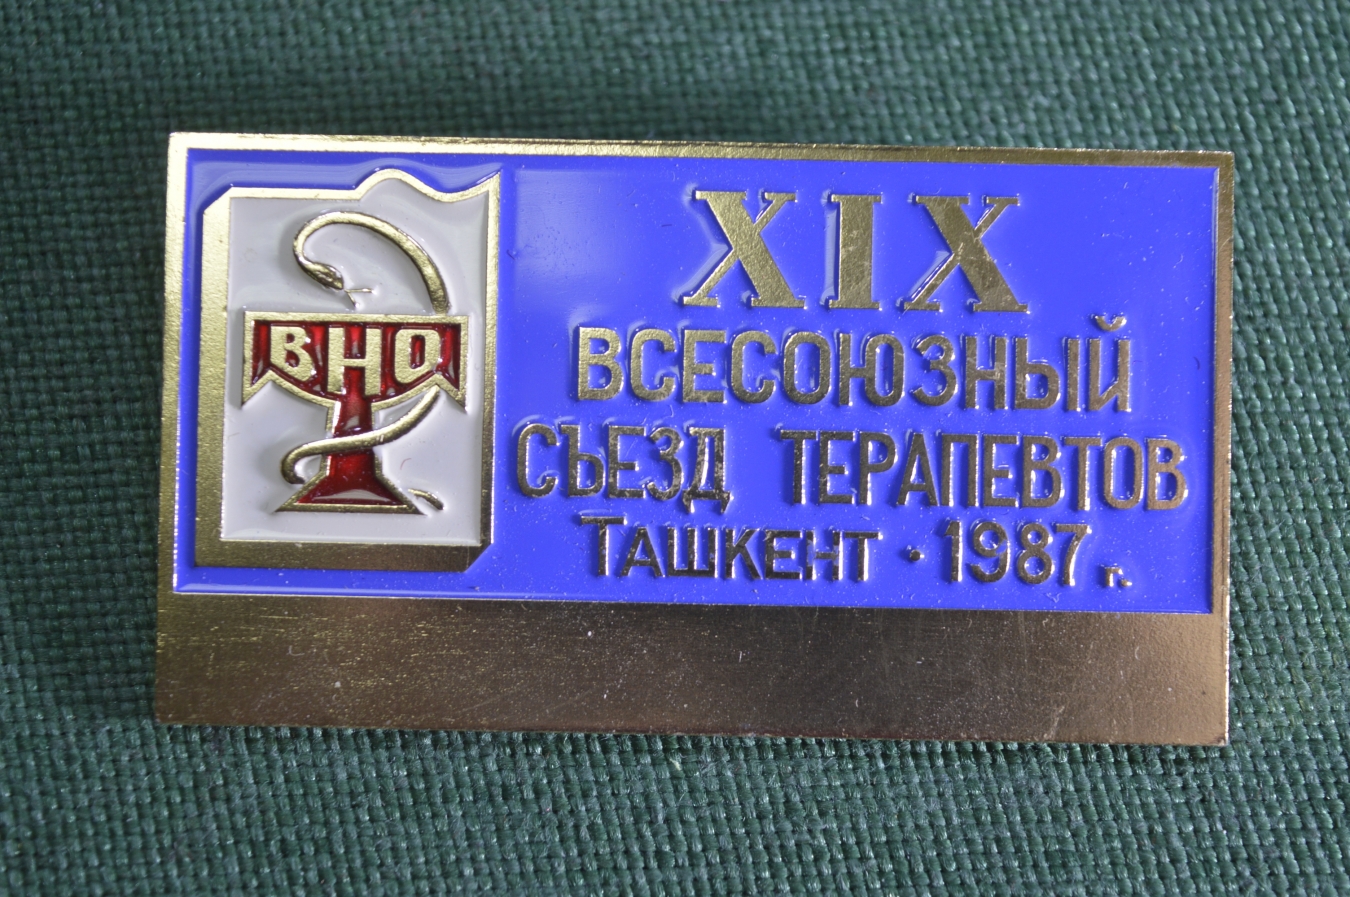 ВНО
XIX
ВСЕСОЮЗНЫЙ
СЪЕЗД ТЕРАПЕВТОВ
ТАШКЕНТ · 1987 г.